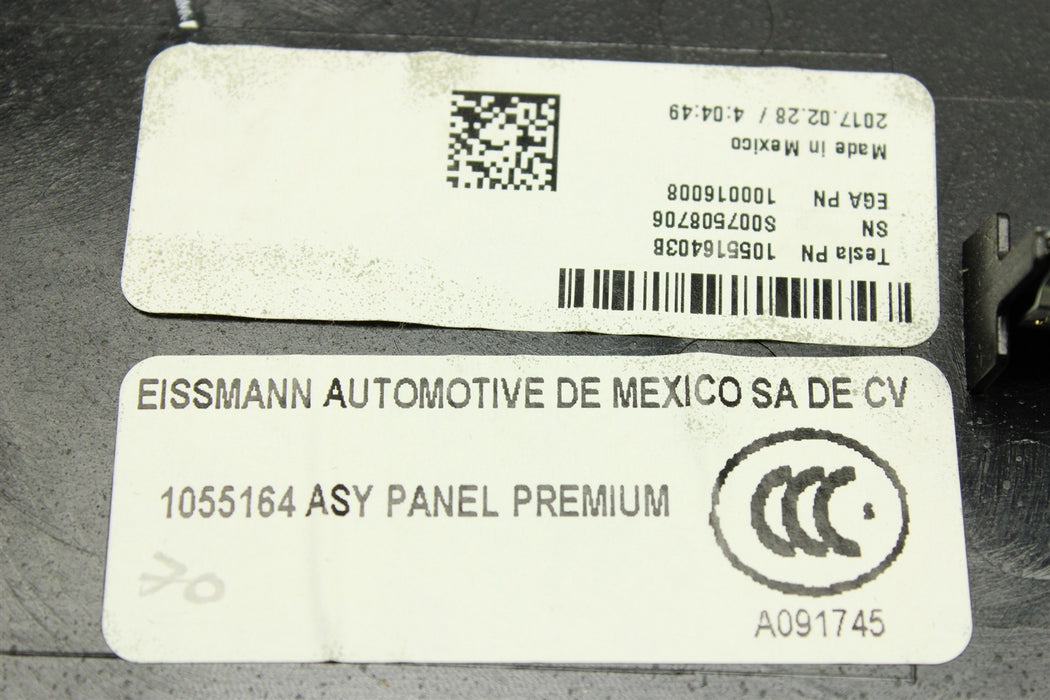 Tesla PN 105516403B
SN S007508706
EGA PN 100016008
Made in Mexico
2017.02.28 / 4:04:49
EISSMANN AUTOMOTIVE DE MEXICO SA DE CV
1055164 ASY PANEL PREMIUM
CCC s
70
A091745